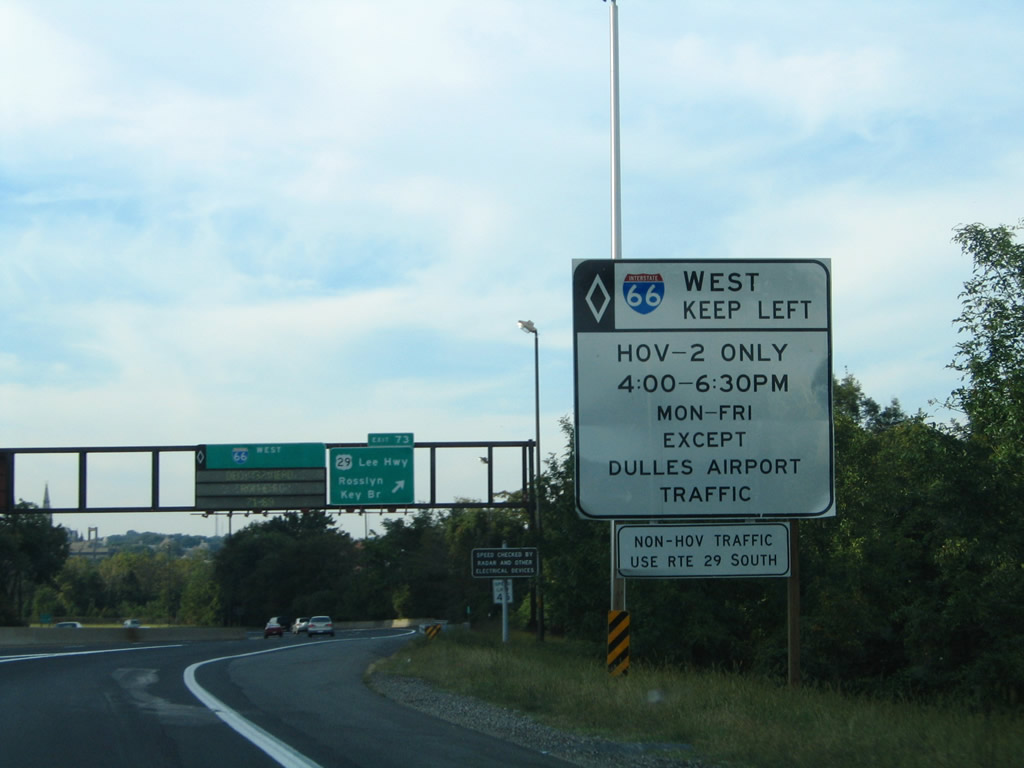 INTERSTATE
66
WEST
KEEP LEFT
HOV-2 ONLY
4:00-6:30PM
MON-FRI
EXCEPT
DULLES AIRPORT
TRAFFIC
NON-HOV TRAFFIC
USE RTE 29 SOUTH
66 WEST
EXIT 73
29 Lee Hwy
Rosslyn
Key Br
SPEED CHECKED BY
RADAR AND OTHER
ELECTRICAL DEVICES